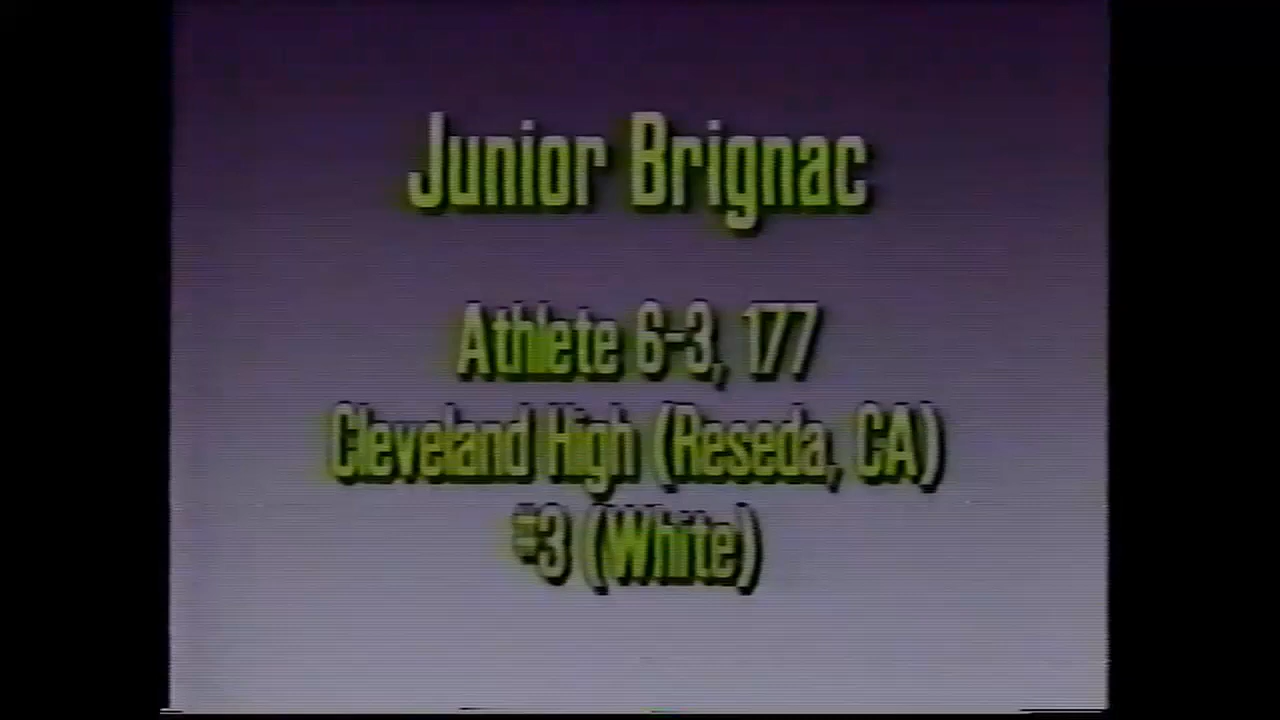 Junior Brignac
Athlete 6-3, 177
Cleveland High (Reseda, CA)
#3 (White)